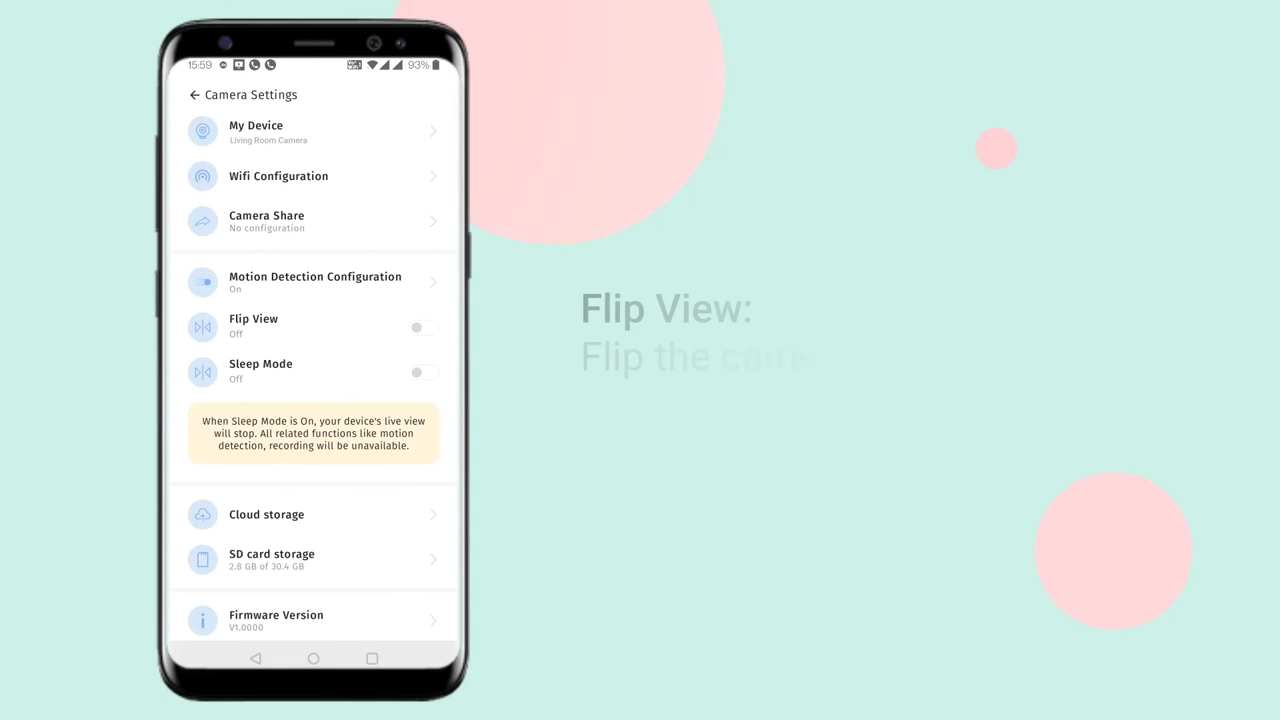 15:59
93%
Camera Settings
My Device
Living Room Camera
Wifi Configuration
Camera Share
No configuration
Motion Detection Configuration
On
Flip View
Off
Sleep Mode
Off
When Sleep Mode is On, your device's live view
will stop. All related functions like motion
detection, recording will be unavailable.
Cloud storage
SD card storage
2.8 GB of 30.4 GB
Firmware Version
V1.0000
Flip View:
Flip the